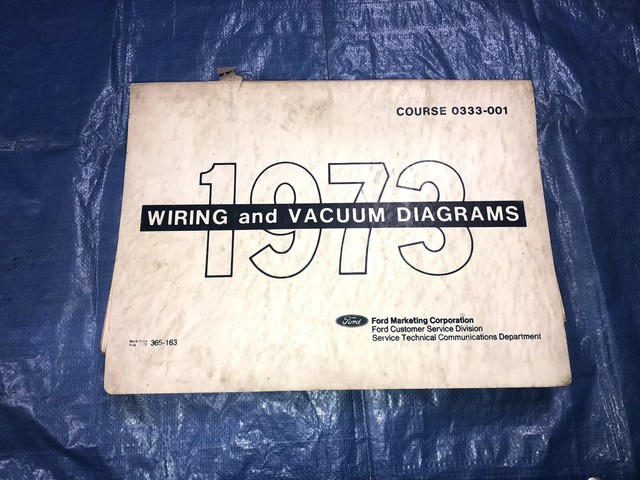 COURSE 0333-001
1973
WIRING and VACUUM DIAGRAMS
Ford
Ford Marketing Corporation
Ford Customer Service Division
Service Technical Communications Department
365-163